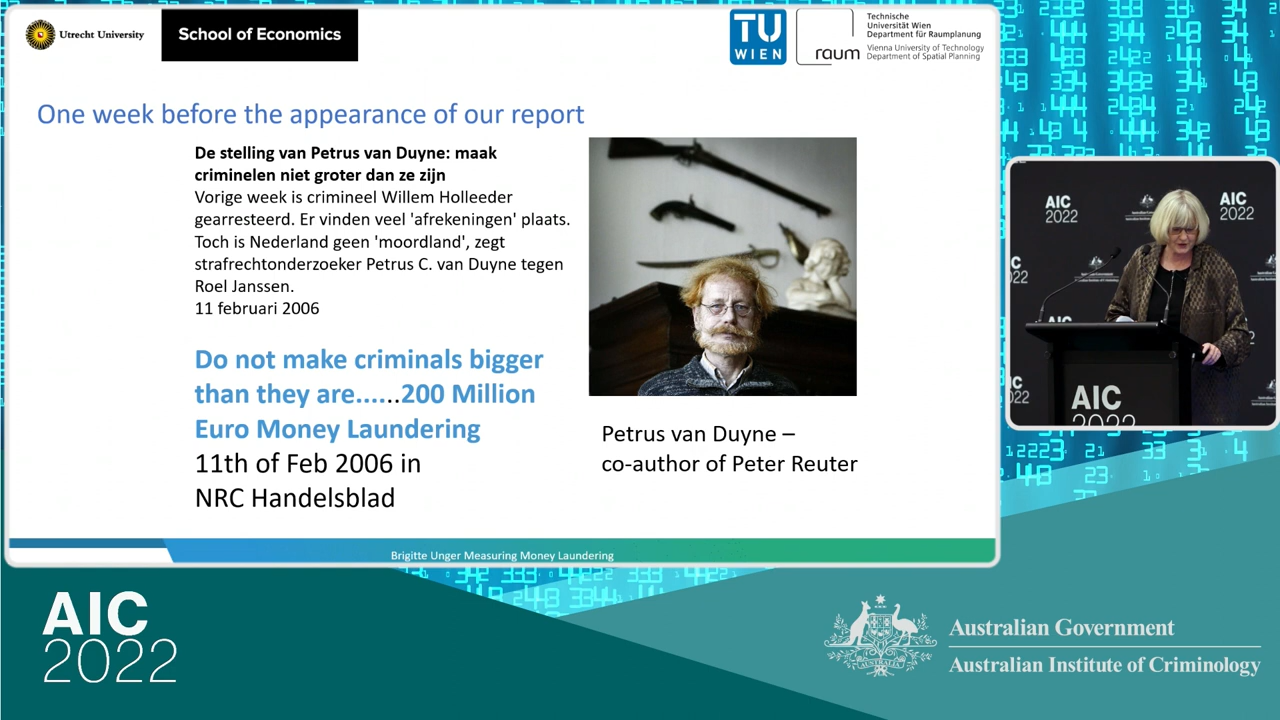 Utrecht University
School of Economics
TU
WIEN
raum
Technische
Universität Wien
Department für Raumplanung
Vienna University of Technology
Department of Spatial Planning
One week before the appearance of our report
De stelling van Petrus van Duyne: maak
criminelen niet groter dan ze zijn
Vorige week is crimineel Willem Holleeder
gearresteerd. Er vinden veel 'afrekeningen' plaats.
Toch is Nederland geen 'moordland', zegt
strafrechtonderzoeker Petrus C. van Duyne tegen
Roel Janssen.
11 februari 2006
Do not make criminals bigger
than they are.......200 Million
Euro Money Laundering
11th of Feb 2006 in
NRC Handelsblad
Petrus van Duyne –
co-author of Peter Reuter
Brigitte Unger Measuring Money Laundering
AIC
2022
AIC
2022
AIC
2022
AIC
2022
Australian Government
Australian Institute of Criminology